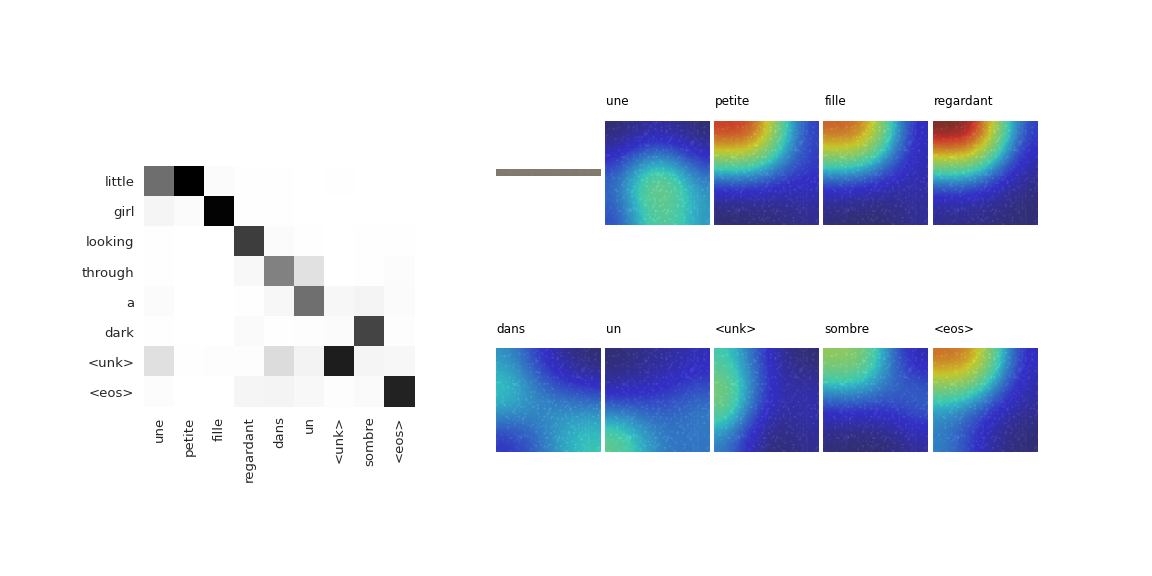 little
girl
looking
through
a
dark
<unk>
<eos>
une
petite
fille
regardant
dans
un
<unk>
sombre
<eos>
une petite fille regardant
dans un <unk> sombre <eos>